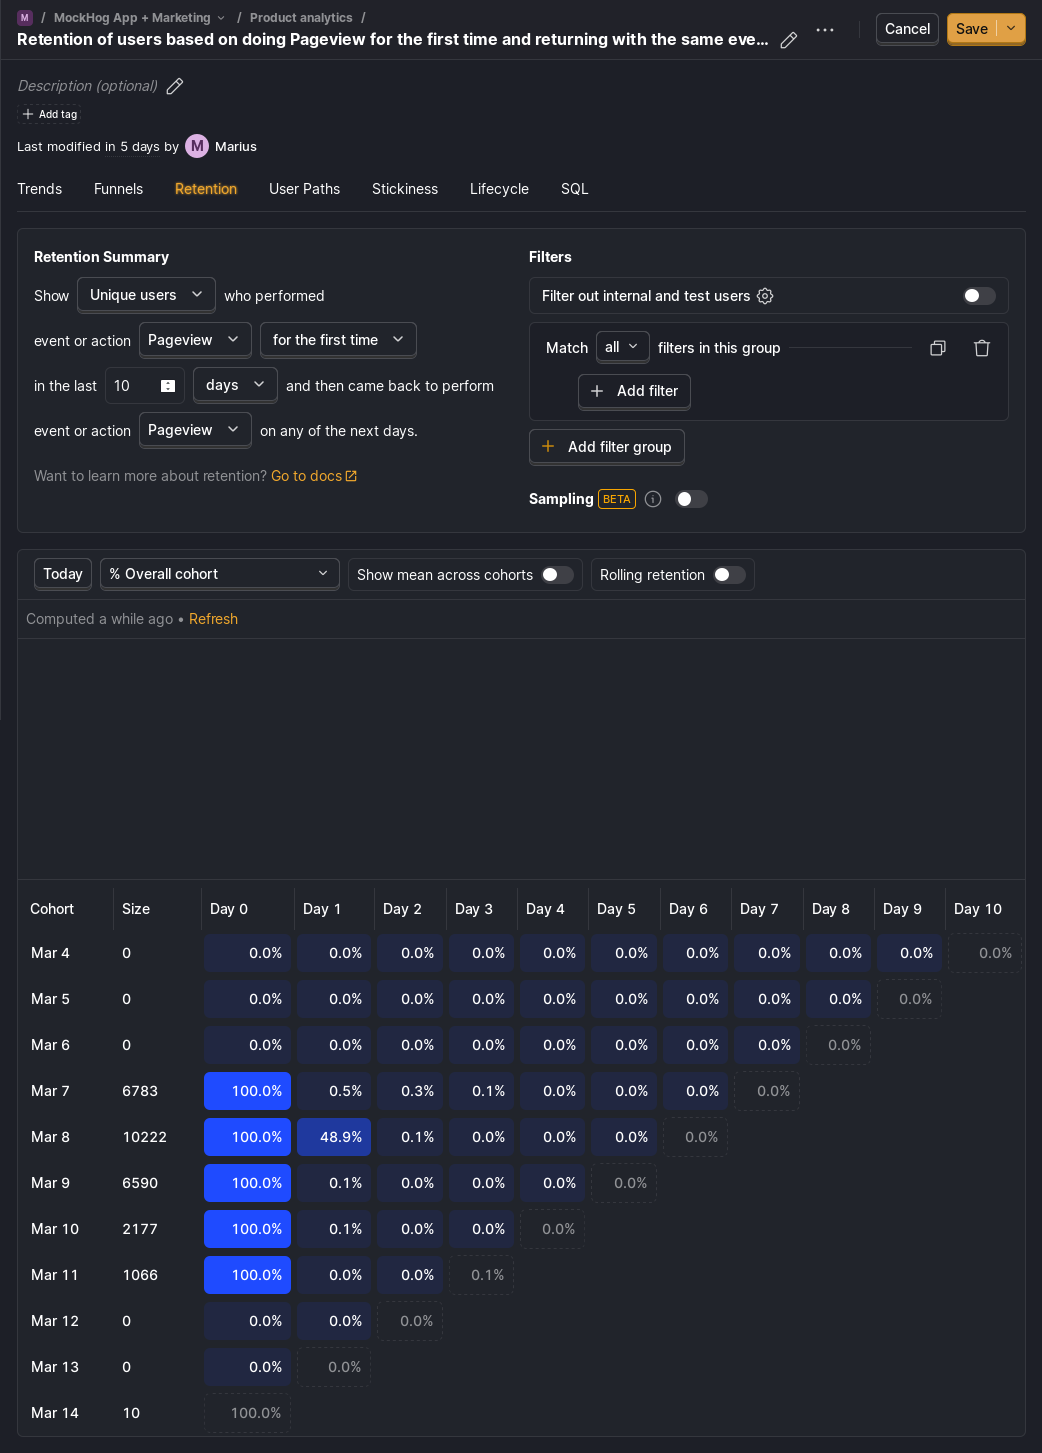 M / MockHog App + Marketing / Product analytics /
Retention of users based on doing Pageview for the first time and returning with the same eve...
Cancel
Save
Description (optional)
Add tag
Last modified in 5 days by M Marius
Trends Funnels Retention User Paths Stickiness Lifecycle SQL
Retention Summary
Show Unique users who performed
event or action Pageview for the first time
in the last 10 days and then came back to perform
event or action Pageview on any of the next days.
Want to learn more about retention? Go to docs
Filters
Filter out internal and test users
Match all filters in this group
Add filter
Add filter group
Sampling BETA
Today % Overall cohort Show mean across cohorts Rolling retention
Computed a while ago • Refresh
Cohort Size Day 0 Day 1 Day 2 Day 3 Day 4 Day 5 Day 6 Day 7 Day 8 Day 9 Day 10
Mar 4 0 0.0% 0.0% 0.0% 0.0% 0.0% 0.0% 0.0% 0.0% 0.0% 0.0% 0.0%
Mar 5 0 0.0% 0.0% 0.0% 0.0% 0.0% 0.0% 0.0% 0.0% 0.0% 0.0%
Mar 6 0 0.0% 0.0% 0.0% 0.0% 0.0% 0.0% 0.0% 0.0% 0.0%
Mar 7 6783 100.0% 0.5% 0.3% 0.1% 0.0% 0.0% 0.0% 0.0%
Mar 8 10222 100.0% 48.9% 0.1% 0.0% 0.0% 0.0% 0.0%
Mar 9 6590 100.0% 0.1% 0.0% 0.0% 0.0% 0.0%
Mar 10 2177 100.0% 0.1% 0.0% 0.0% 0.0%
Mar 11 1066 100.0% 0.0% 0.0% 0.1%
Mar 12 0 0.0% 0.0% 0.0%
Mar 13 0 0.0% 0.0%
Mar 14 10 100.0%